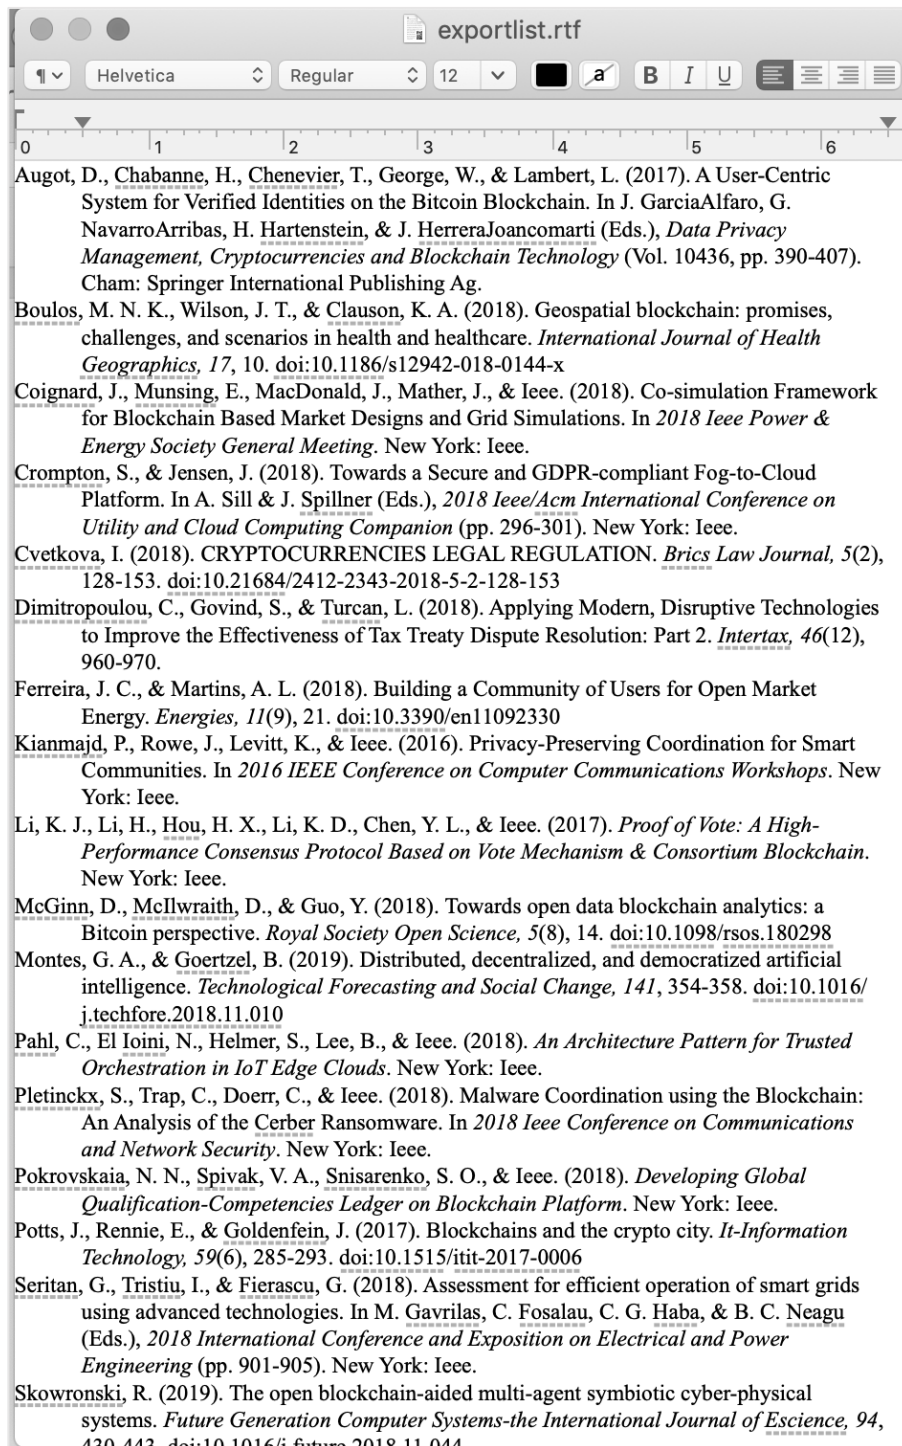 exportlist.rtf
¶ Helvetica Regular 12 a B I U
0 1 2 3 4 5 6
Augot, D., Chabanne, H., Chenevier, T., George, W., & Lambert, L. (2017). A User-Centric
System for Verified Identities on the Bitcoin Blockchain. In J. GarciaAlfaro, G.
NavarroArribas, H. Hartenstein, & J. HerreraJoancomarti (Eds.), Data Privacy
Management, Cryptocurrencies and Blockchain Technology (Vol. 10436, pp. 390-407).
Cham: Springer International Publishing Ag.
Boulos, M. N. K., Wilson, J. T., & Clauson, K. A. (2018). Geospatial blockchain: promises,
challenges, and scenarios in health and healthcare. International Journal of Health
Geographics, 17, 10. doi:10.1186/s12942-018-0144-x
Coignard, J., Munsing, E., MacDonald, J., Mather, J., & Ieee. (2018). Co-simulation Framework
for Blockchain Based Market Designs and Grid Simulations. In 2018 Ieee Power &
Energy Society General Meeting. New York: Ieee.
Crompton, S., & Jensen, J. (2018). Towards a Secure and GDPR-compliant Fog-to-Cloud
Platform. In A. Sill & J. Spillner (Eds.), 2018 Ieee/Acm International Conference on
Utility and Cloud Computing Companion (pp. 296-301). New York: Ieee.
Cvetkova, I. (2018). CRYPTOCURRENCIES LEGAL REGULATION. Brics Law Journal, 5(2),
128-153. doi:10.21684/2412-2343-2018-5-2-128-153
Dimitropoulou, C., Govind, S., & Turcan, L. (2018). Applying Modern, Disruptive Technologies
to Improve the Effectiveness of Tax Treaty Dispute Resolution: Part 2. Intertax, 46(12),
960-970.
Ferreira, J. C., & Martins, A. L. (2018). Building a Community of Users for Open Market
Energy. Energies, 11(9), 21. doi:10.3390/en11092330
Kianmajd, P., Rowe, J., Levitt, K., & Ieee. (2016). Privacy-Preserving Coordination for Smart
Communities. In 2016 IEEE Conference on Computer Communications Workshops. New
York: Ieee.
Li, K. J., Li, H., Hou, H. X., Li, K. D., Chen, Y. L., & Ieee. (2017). Proof of Vote: A High-
Performance Consensus Protocol Based on Vote Mechanism & Consortium Blockchain.
New York: Ieee.
McGinn, D., McIlwraith, D., & Guo, Y. (2018). Towards open data blockchain analytics: a
Bitcoin perspective. Royal Society Open Science, 5(8), 14. doi:10.1098/rsos.180298
Montes, G. A., & Goertzel, B. (2019). Distributed, decentralized, and democratized artificial
intelligence. Technological Forecasting and Social Change, 141, 354-358. doi:10.1016/
j.techfore.2018.11.010
Pahl, C., El Ioini, N., Helmer, S., Lee, B., & Ieee. (2018). An Architecture Pattern for Trusted
Orchestration in IoT Edge Clouds. New York: Ieee.
Pletinckx, S., Trap, C., Doerr, C., & Ieee. (2018). Malware Coordination using the Blockchain:
An Analysis of the Cerber Ransomware. In 2018 Ieee Conference on Communications
and Network Security. New York: Ieee.
Pokrovskaia, N. N., Spivak, V. A., Snisarenko, S. O., & Ieee. (2018). Developing Global
Qualification-Competencies Ledger on Blockchain Platform. New York: Ieee.
Potts, J., Rennie, E., & Goldenfein, J. (2017). Blockchains and the crypto city. It-Information
Technology, 59(6), 285-293. doi:10.1515/itit-2017-0006
Seritan, G., Tristiu, I., & Fierascu, G. (2018). Assessment for efficient operation of smart grids
using advanced technologies. In M. Gavrilas, C. Fosalau, C. G. Haba, & B. C. Neagu
(Eds.), 2018 International Conference and Exposition on Electrical and Power
Engineering (pp. 901-905). New York: Ieee.
Skowronski, R. (2019). The open blockchain-aided multi-agent symbiotic cyber-physical
systems. Future Generation Computer Systems-the International Journal of Escience, 94,
430-443. doi:10.1016/j.future.2018.11.044